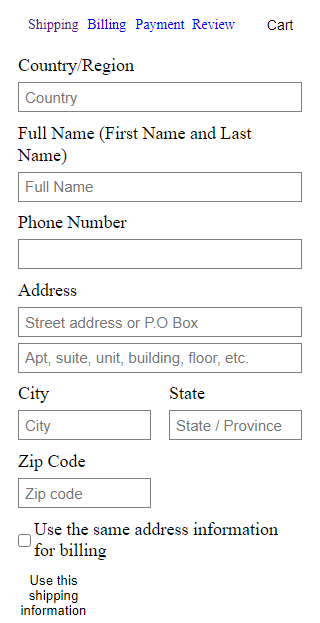 Shipping Billing Payment Review Cart
Country/Region
Country
Full Name (First Name and Last
Name)
Full Name
Phone Number
Address
Street address or P.O Box
Apt, suite, unit, building, floor, etc.
City State
City State / Province
Zip Code
Zip code
Use the same address information
for billing
Use this
shipping
information